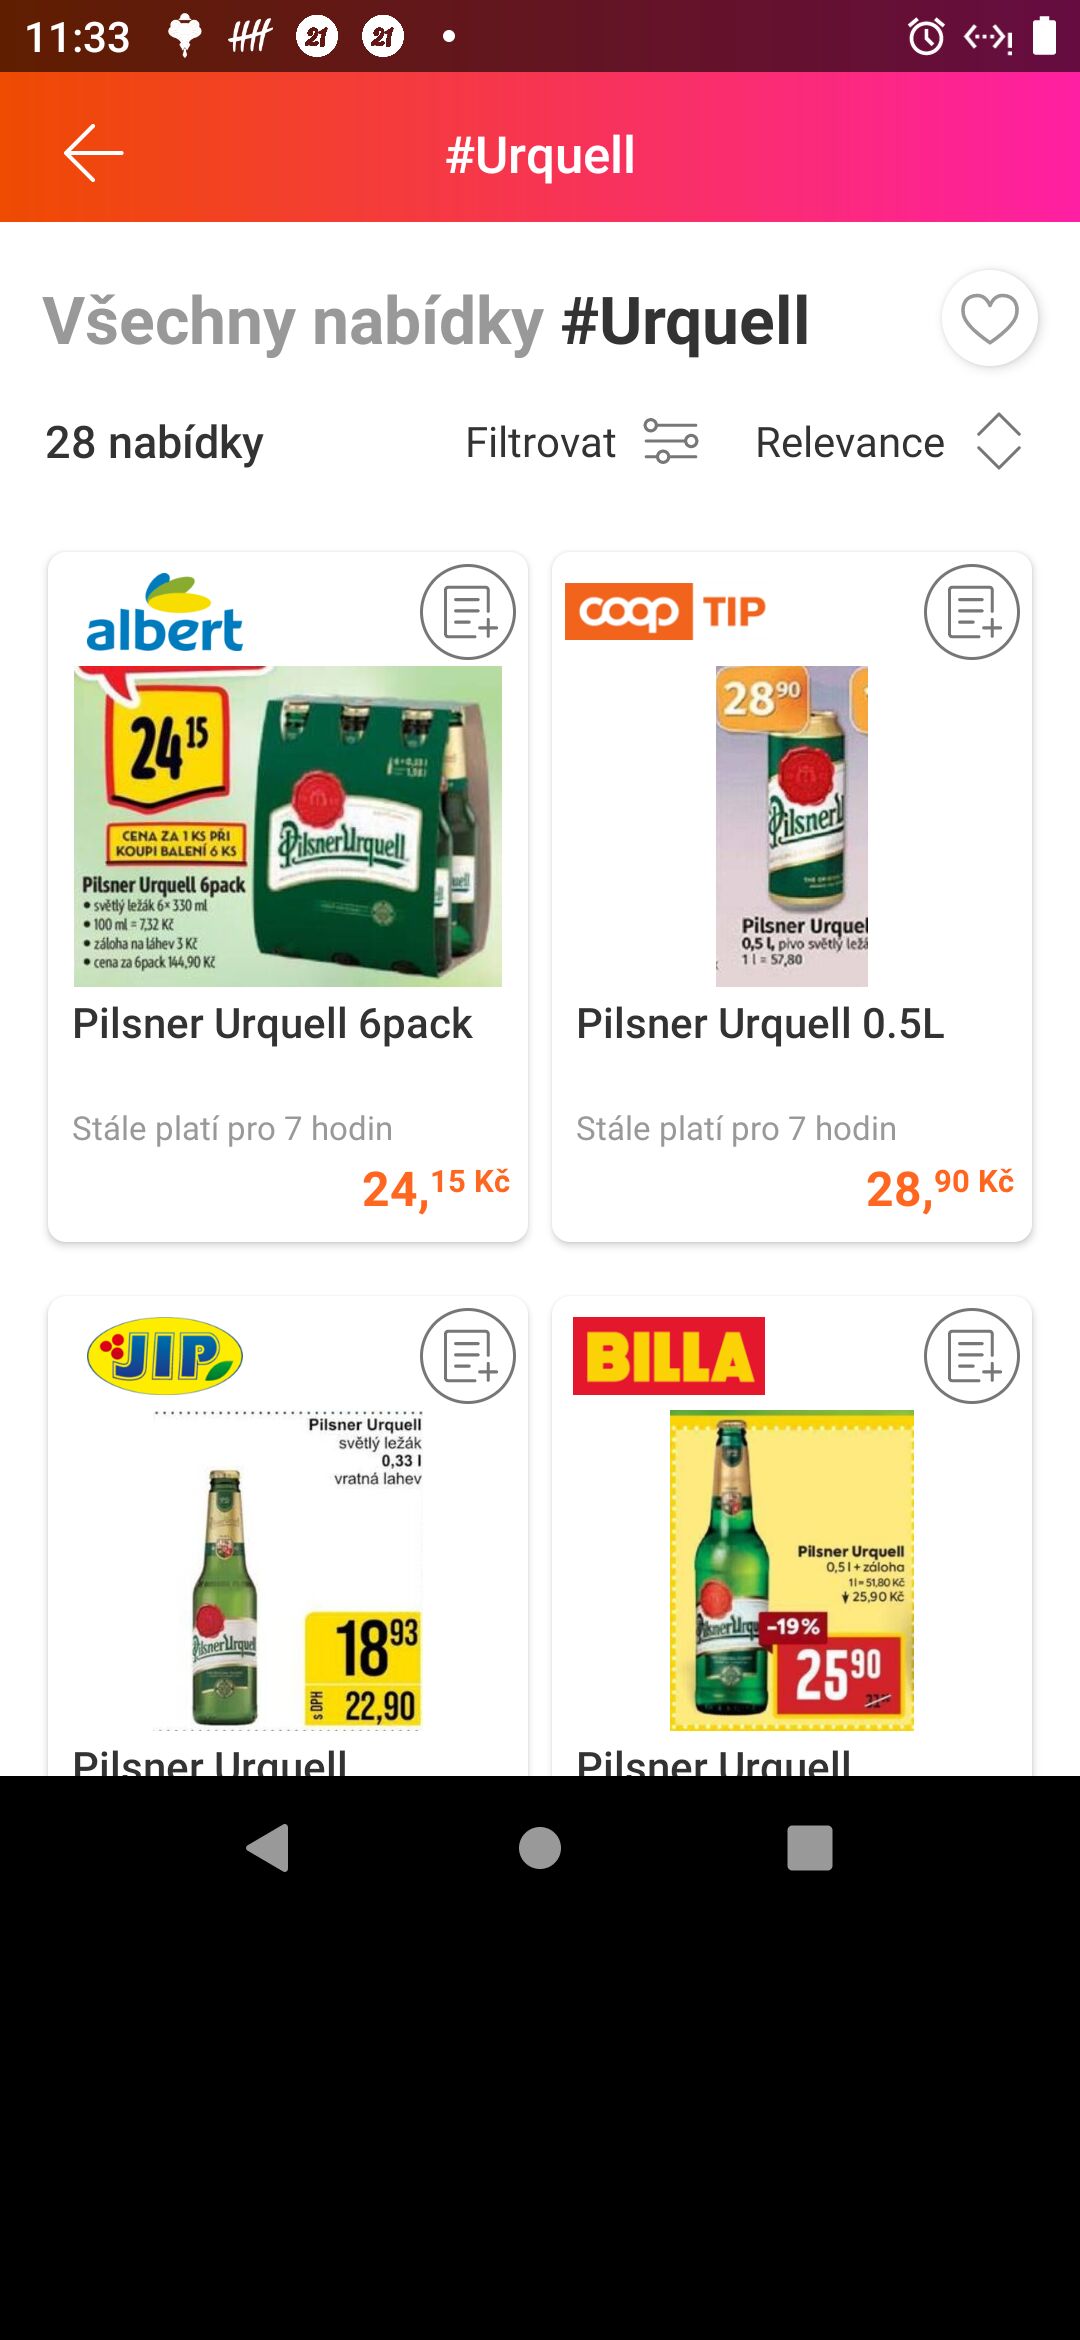 11:33
#Urquell
Všechny nabídky #Urquell
28 nabídky
Filtrovat
Relevance
albert
24 15
CENA ZA 1 KS PŘI
KOUPI BALENÍ 6 KS
Pilsner Urquell 6pack
• světlý ležák 6× 330 ml
• 100 ml = 7,32 Kč
• záloha na láhev 3 Kč
• cena za 6pack 144,90 Kč
Pilsner Urquell
Pilsner Urquell 6pack
Stále platí pro 7 hodin
24,15 Kč
coop TIP
28 90
Pilsner U
Pilsner Urquel
0,5 l, pivo světlý ležá
1 l = 57,80
Pilsner Urquell 0.5L
Stále platí pro 7 hodin
28,90 Kč
JIP
Pilsner Urquell
světlý ležák
0,33 l
vratná lahev
Pilsner Urquell
18 93
s DPH 22,90
Pilsner Urquell
BILLA
Pilsner Urquell
0,5 l + záloha
1 l = 51,80 Kč
25,90 Kč
-19%
25 90
Pilsner Urquell